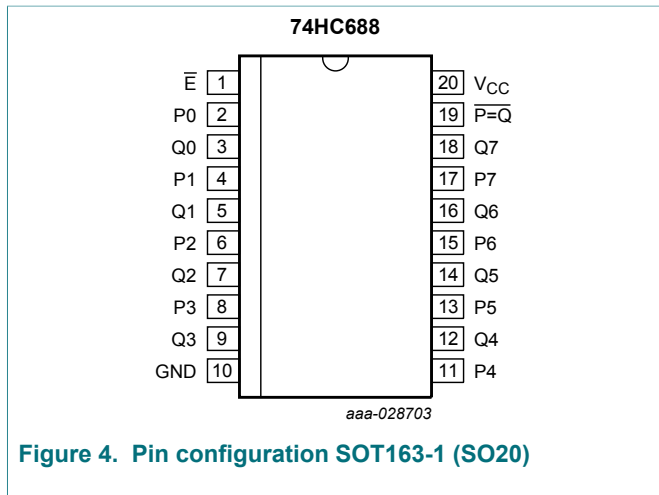 74HC688
E̅ 1 20 VCC
P0 2 19 P̅=̅Q̅
Q0 3 18 Q7
P1 4 17 P7
Q1 5 16 Q6
P2 6 15 P6
Q2 7 14 Q5
P3 8 13 P5
Q3 9 12 Q4
GND 10 11 P4
aaa-028703
Figure 4. Pin configuration SOT163-1 (SO20)